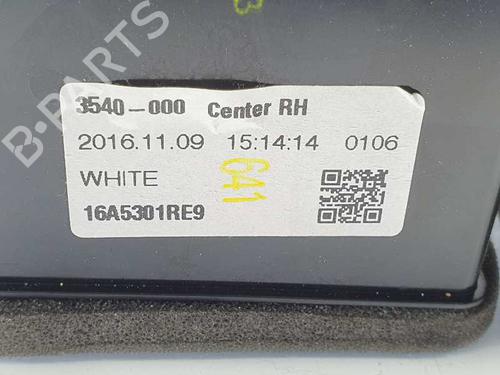 B-PARTS
3540-000 Center RH
2016.11.09 15:14:14 0106
WHITE
641
16A5301RE9